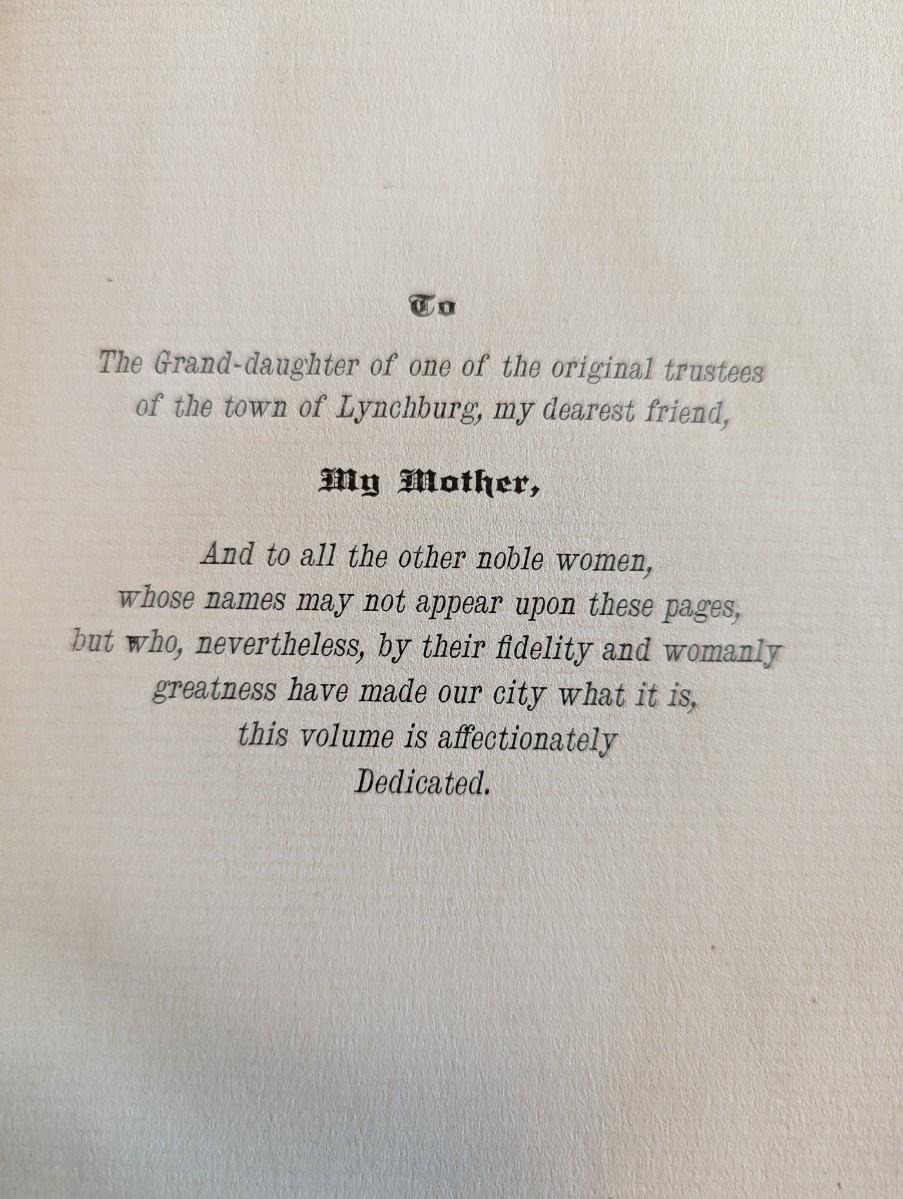 To
The Grand-daughter of one of the original trustees
of the town of Lynchburg, my dearest friend,
My Mother,
And to all the other noble women,
whose names may not appear upon these pages,
but who, nevertheless, by their fidelity and womanly
greatness have made our city what it is,
this volume is affectionately
Dedicated.